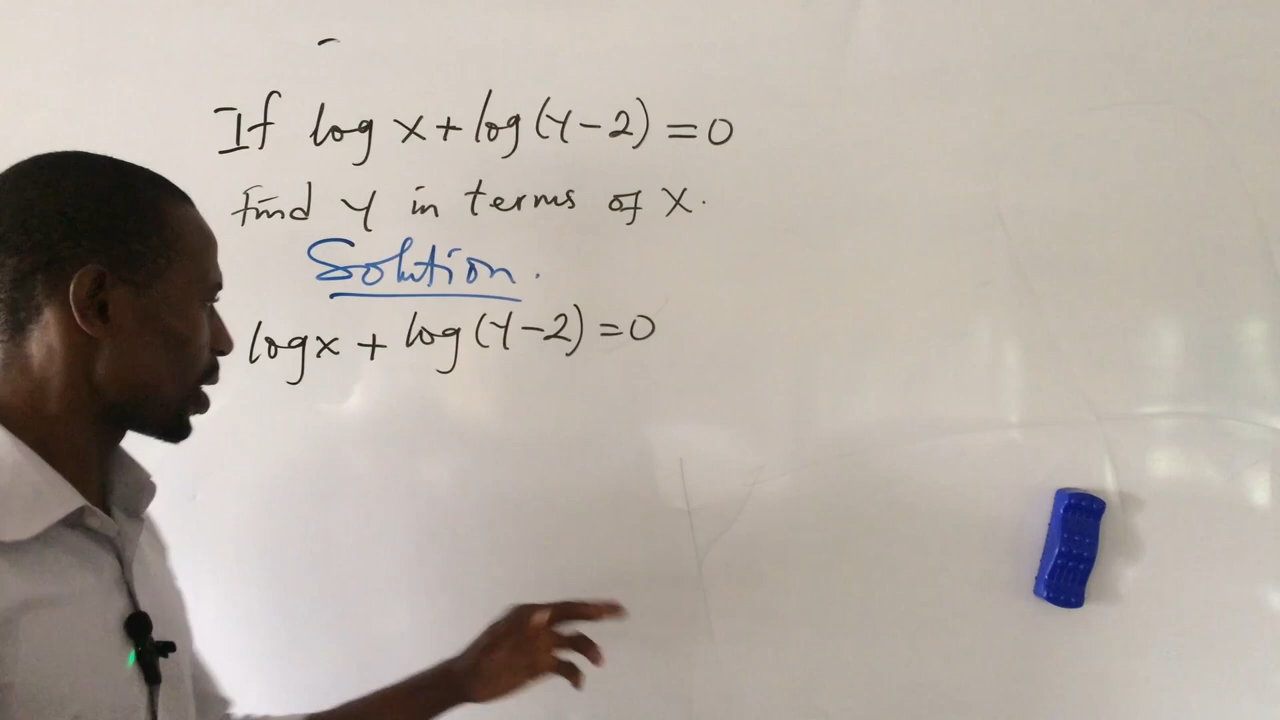 If log x + log (Y - 2) = 0
Find Y in terms of X.
Solution.
log x + log (Y - 2) = 0